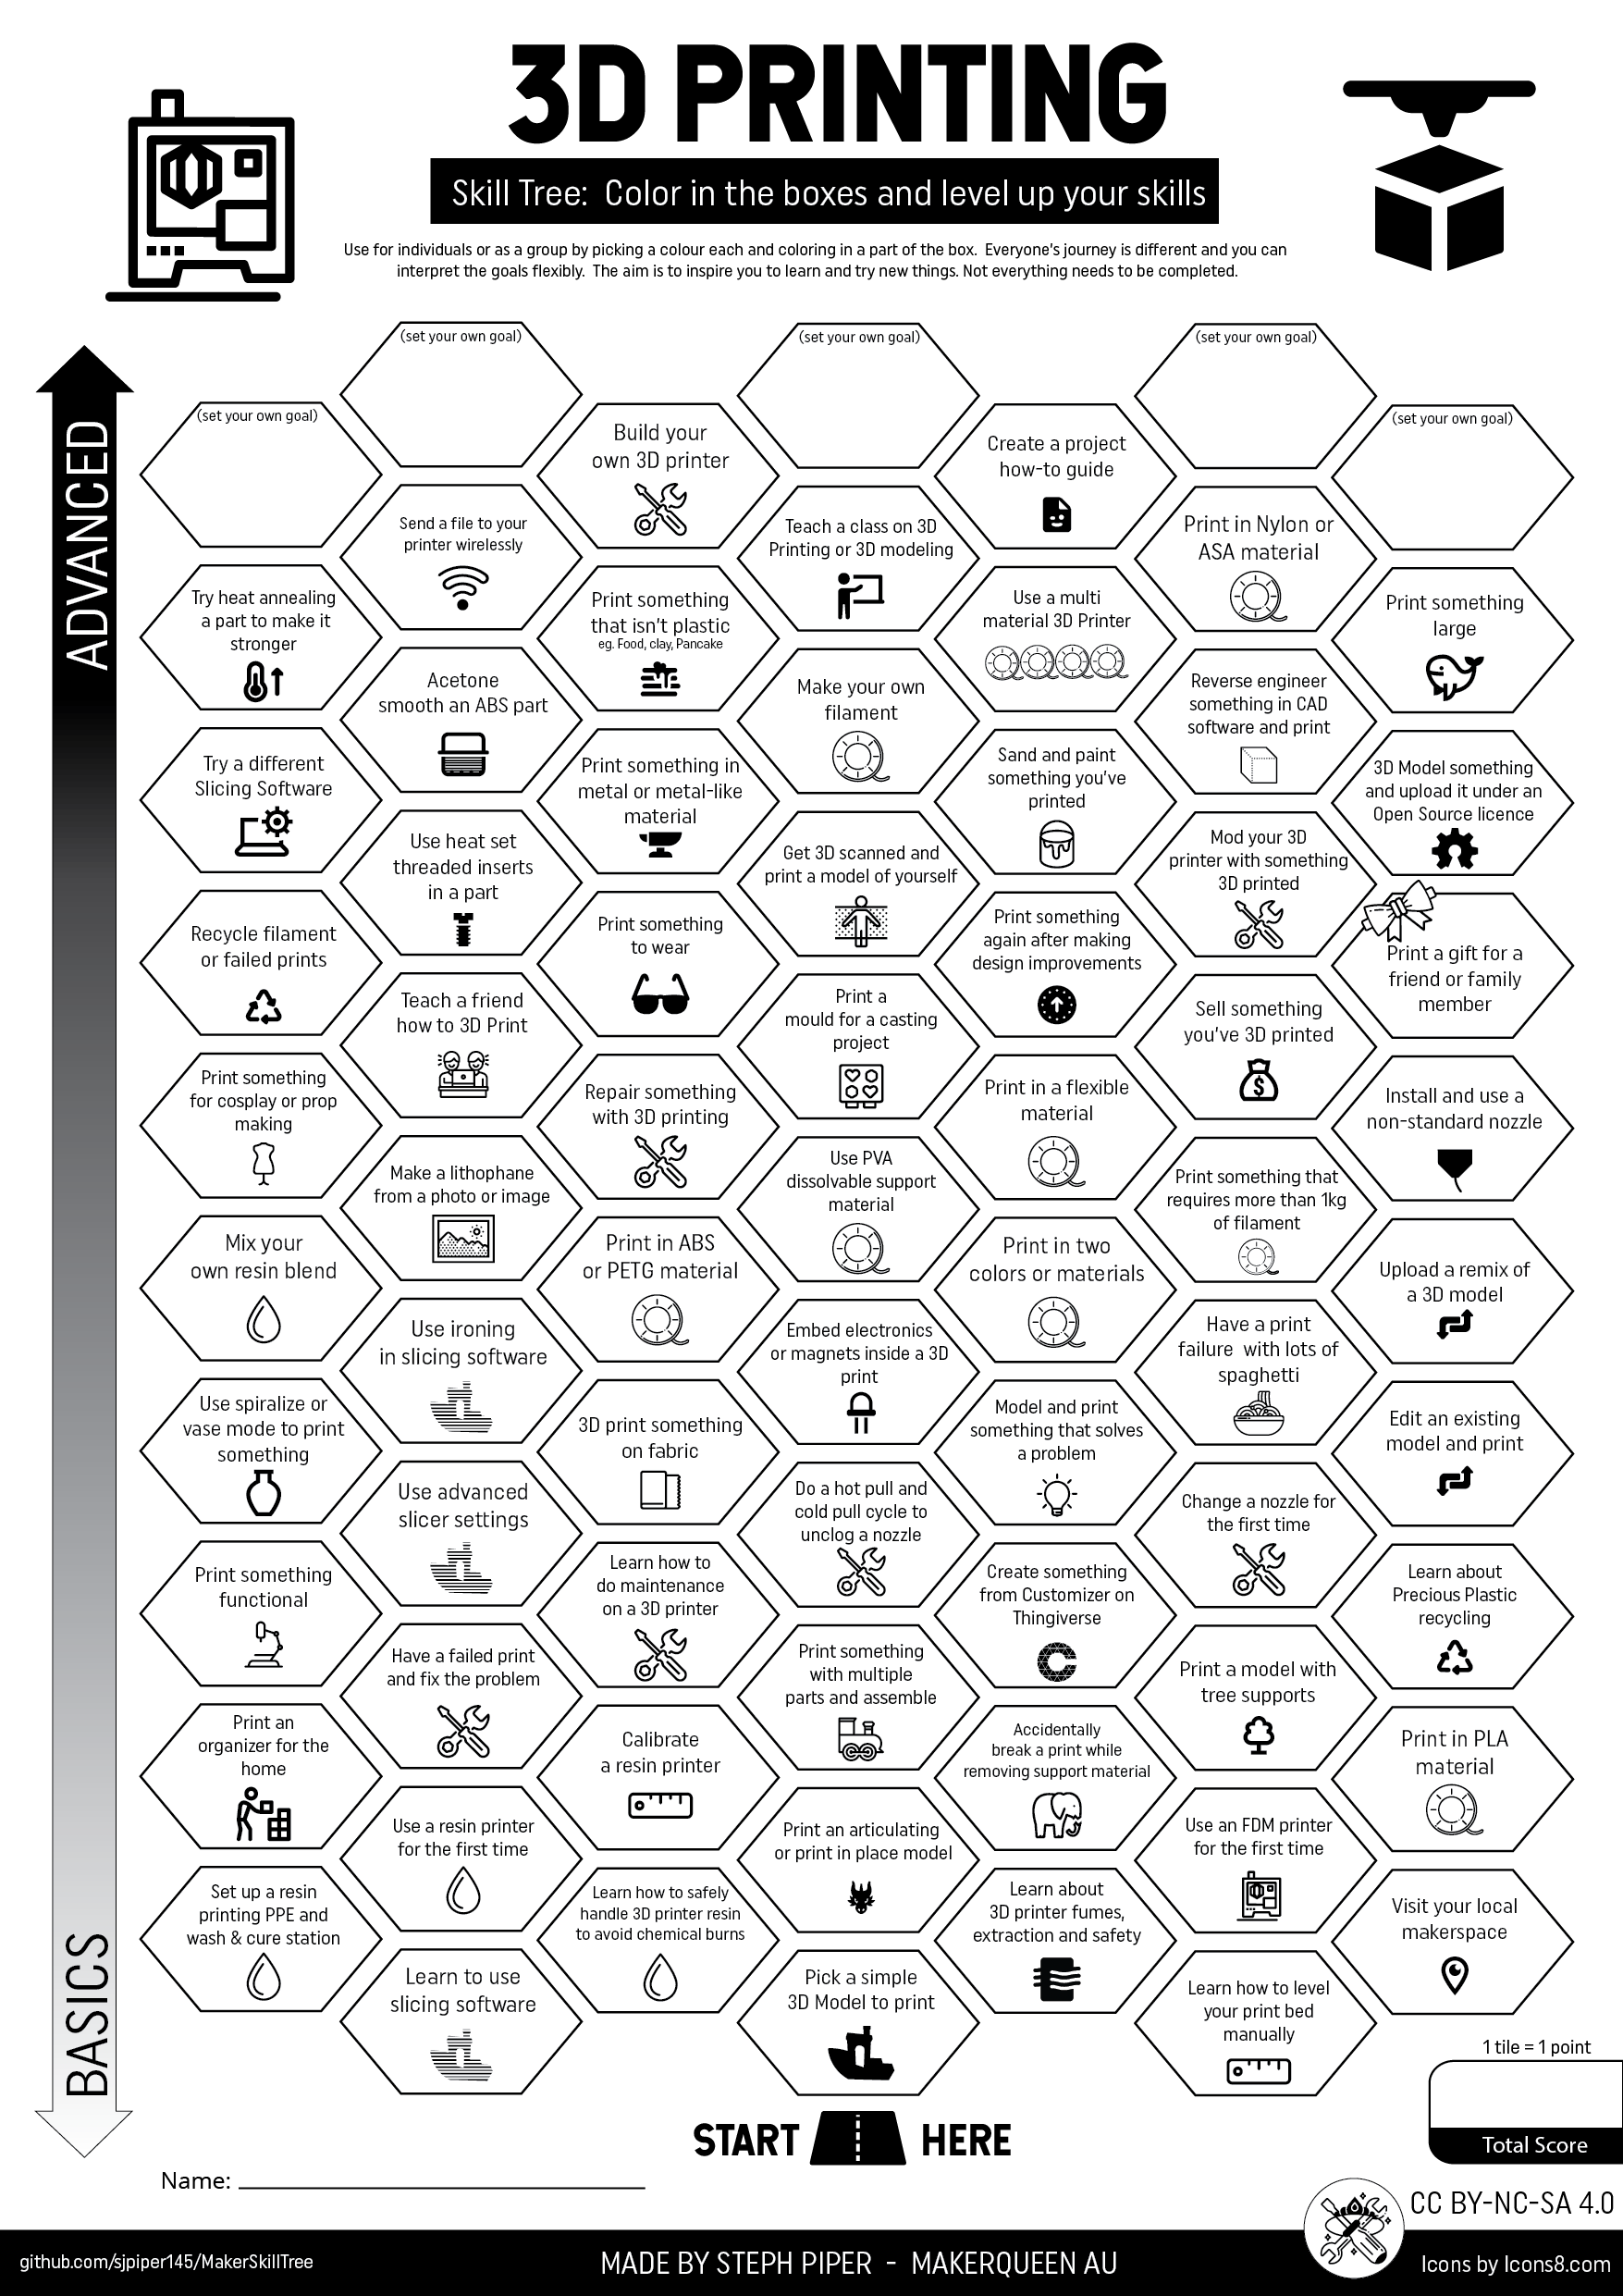 3D PRINTING
Skill Tree:  Color in the boxes and level up your skills
Use for individuals or as a group by picking a colour each and coloring in a part of the box.  Everyone's journey is different and you can
interpret the goals flexibly.  The aim is to inspire you to learn and try new things. Not everything needs to be completed.
ADVANCED
BASICS
(set your own goal)
(set your own goal)
(set your own goal)
(set your own goal)
(set your own goal)
Build your
own 3D printer
Create a project
how-to guide
Send a file to your
printer wirelessly
Teach a class on 3D
Printing or 3D modeling
Print in Nylon or
ASA material
Try heat annealing
a part to make it
stronger
Print something
that isn't plastic
eg. Food, clay, Pancake
Use a multi
material 3D Printer
Print something
large
Acetone
smooth an ABS part
Make your own
filament
Reverse engineer
something in CAD
software and print
Try a different
Slicing Software
Print something in
metal or metal-like
material
Sand and paint
something you've
printed
3D Model something
and upload it under an
Open Source licence
Use heat set
threaded inserts
in a part
Get 3D scanned and
print a model of yourself
Mod your 3D
printer with something
3D printed
Recycle filament
or failed prints
Print something
to wear
Print something
again after making
design improvements
Print a gift for a
friend or family
member
Teach a friend
how to 3D Print
Print a
mould for a casting
project
Sell something
you've 3D printed
Print something
for cosplay or prop
making
Repair something
with 3D printing
Print in a flexible
material
Install and use a
non-standard nozzle
Make a lithophane
from a photo or image
Use PVA
dissolvable support
material
Print something that
requires more than 1kg
of filament
Mix your
own resin blend
Print in ABS
or PETG material
Print in two
colors or materials
Upload a remix of
a 3D model
Use ironing
in slicing software
Embed electronics
or magnets inside a 3D
print
Have a print
failure  with lots of
spaghetti
Use spiralize or
vase mode to print
something
3D print something
on fabric
Model and print
something that solves
a problem
Edit an existing
model and print
Use advanced
slicer settings
Do a hot pull and
cold pull cycle to
unclog a nozzle
Change a nozzle for
the first time
Print something
functional
Learn how to
do maintenance
on a 3D printer
Create something
from Customizer on
Thingiverse
Learn about
Precious Plastic
recycling
Have a failed print
and fix the problem
Print something
with multiple
parts and assemble
Print a model with
tree supports
Print an
organizer for the
home
Calibrate
a resin printer
Accidentally
break a print while
removing support material
Print in PLA
material
Use a resin printer
for the first time
Print an articulating
or print in place model
Use an FDM printer
for the first time
Set up a resin
printing PPE and
wash & cure station
Learn how to safely
handle 3D printer resin
to avoid chemical burns
Learn about
3D printer fumes,
extraction and safety
Visit your local
makerspace
Learn to use
slicing software
Pick a simple
3D Model to print
Learn how to level
your print bed
manually
1 tile = 1 point
Total Score
START HERE
Name:
CC BY-NC-SA 4.0
github.com/sjpiper145/MakerSkillTree
MADE BY STEPH PIPER  -  MAKERQUEEN AU
Icons by Icons8.com